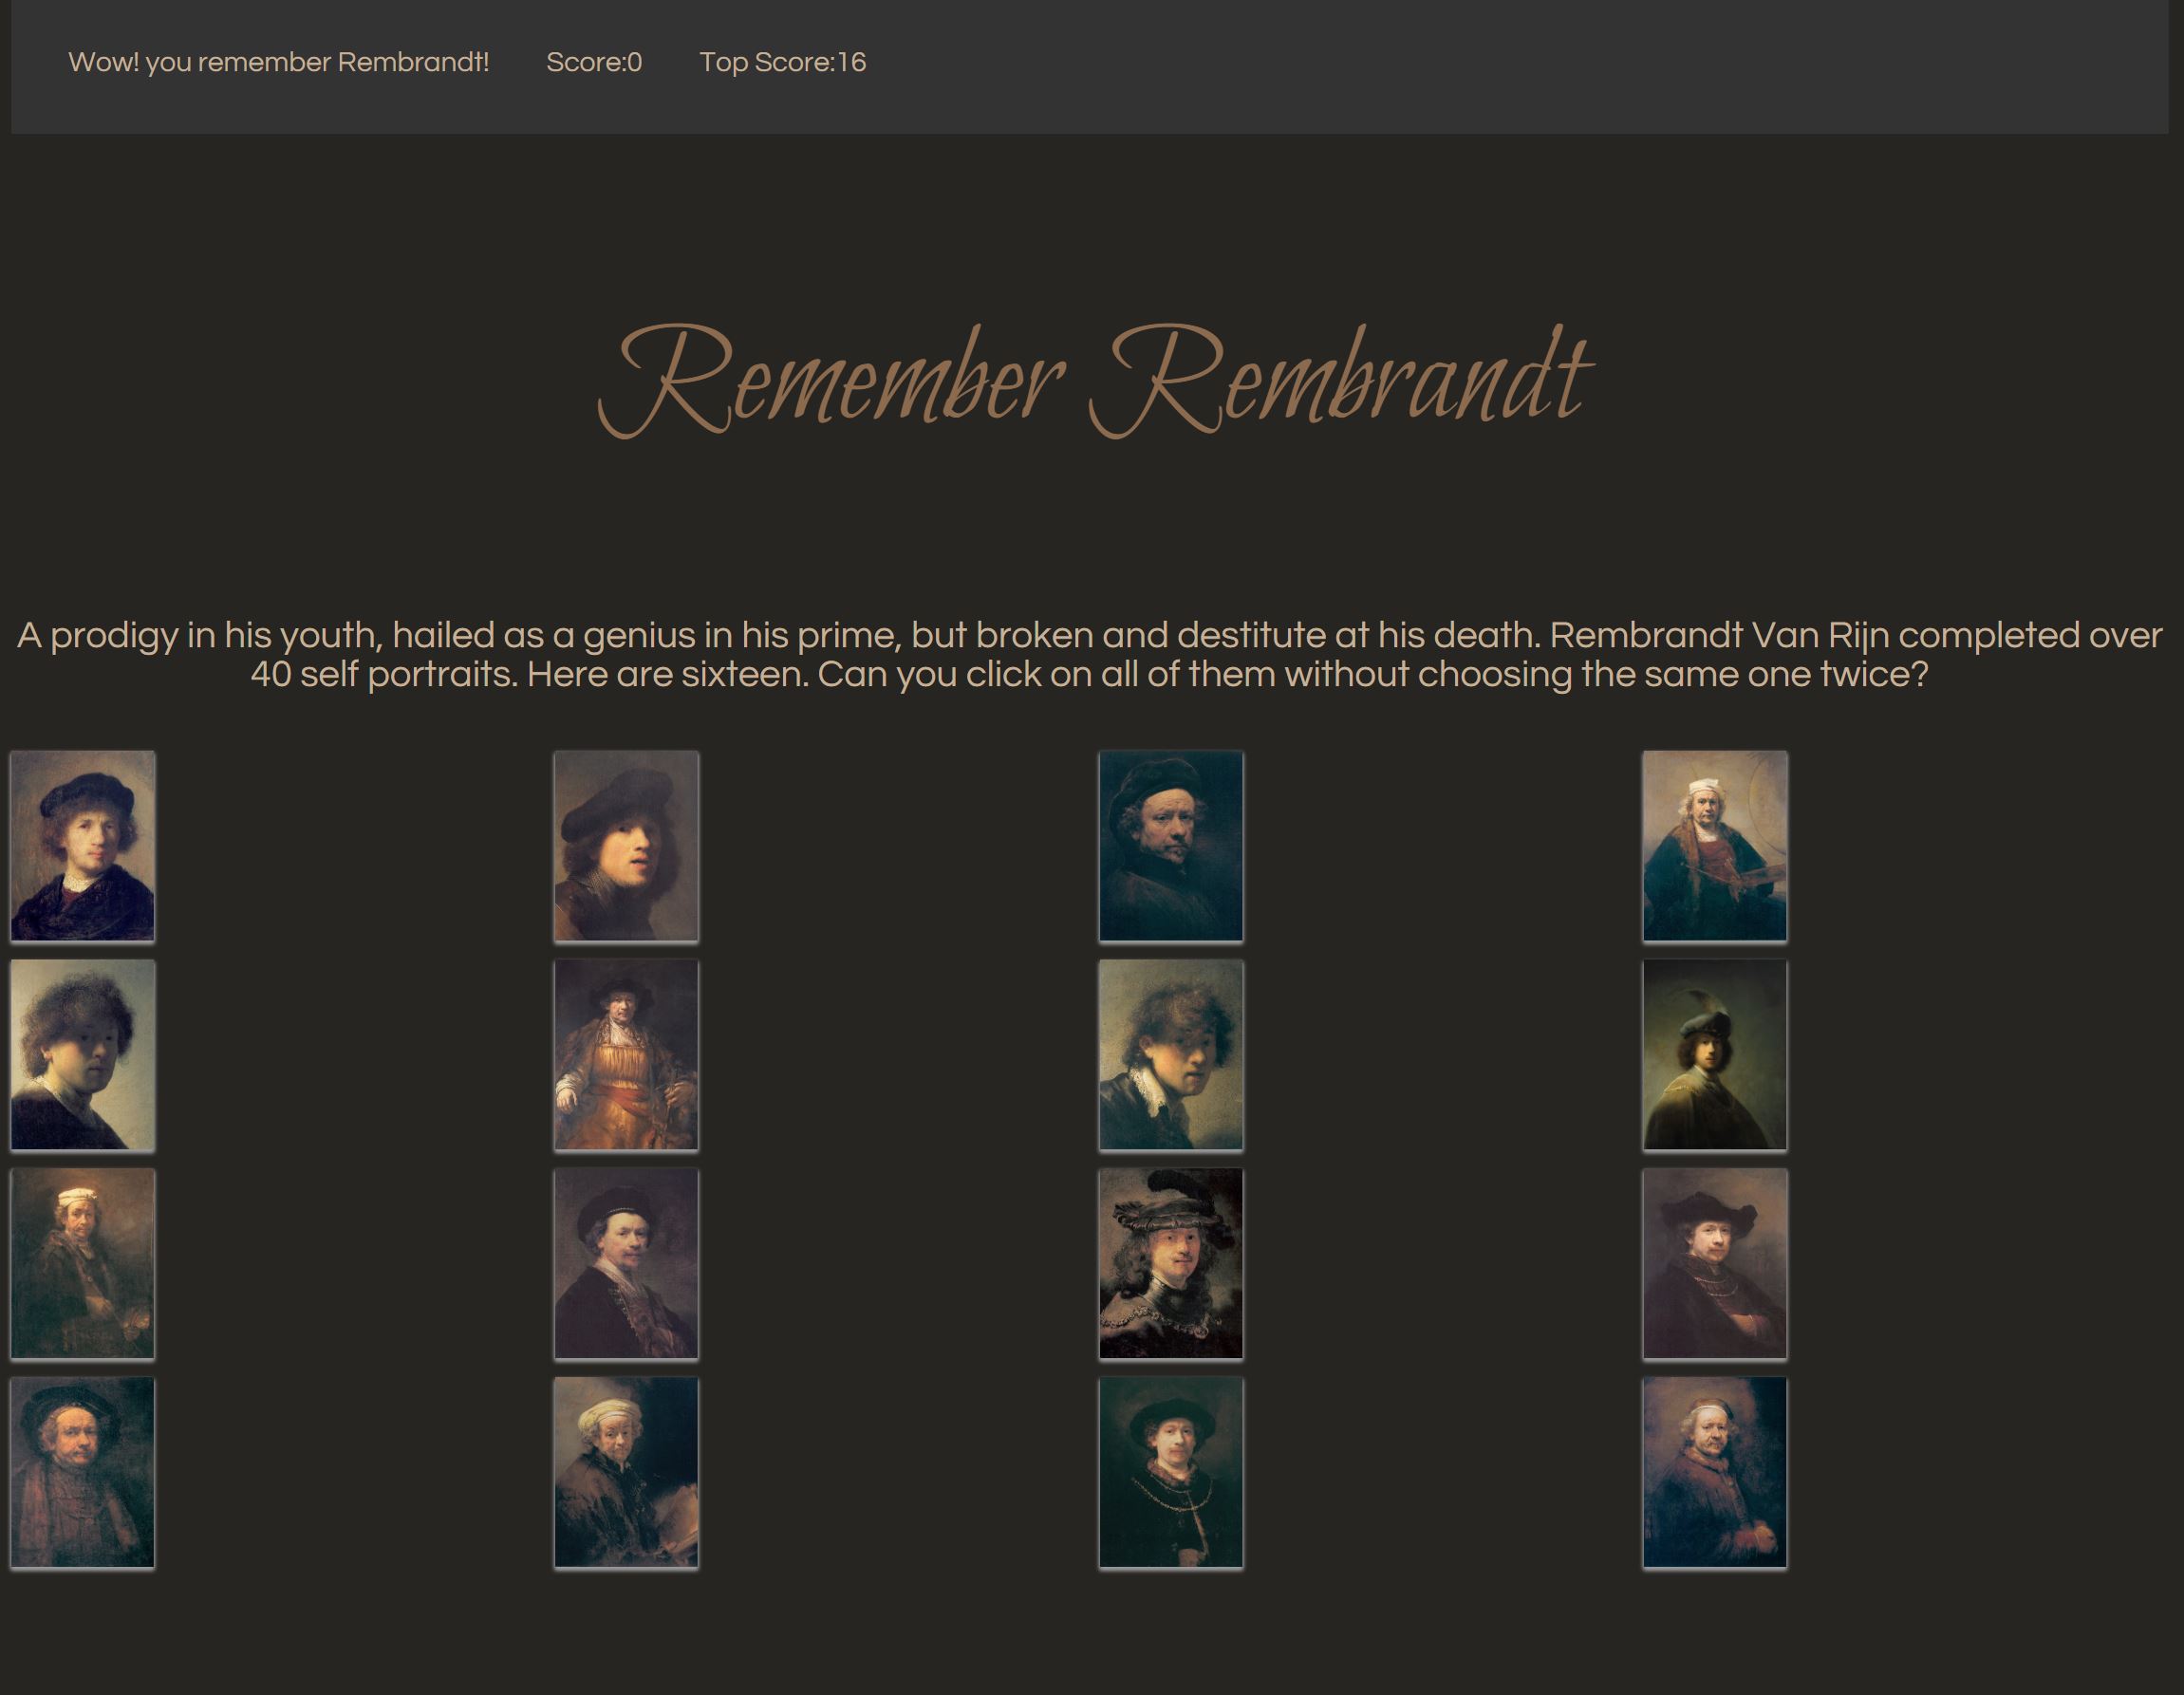 Wow! you remember Rembrandt! Score:0 Top Score:16
Remember Rembrandt
A prodigy in his youth, hailed as a genius in his prime, but broken and destitute at his death. Rembrandt Van Rijn completed over
40 self portraits. Here are sixteen. Can you click on all of them without choosing the same one twice?